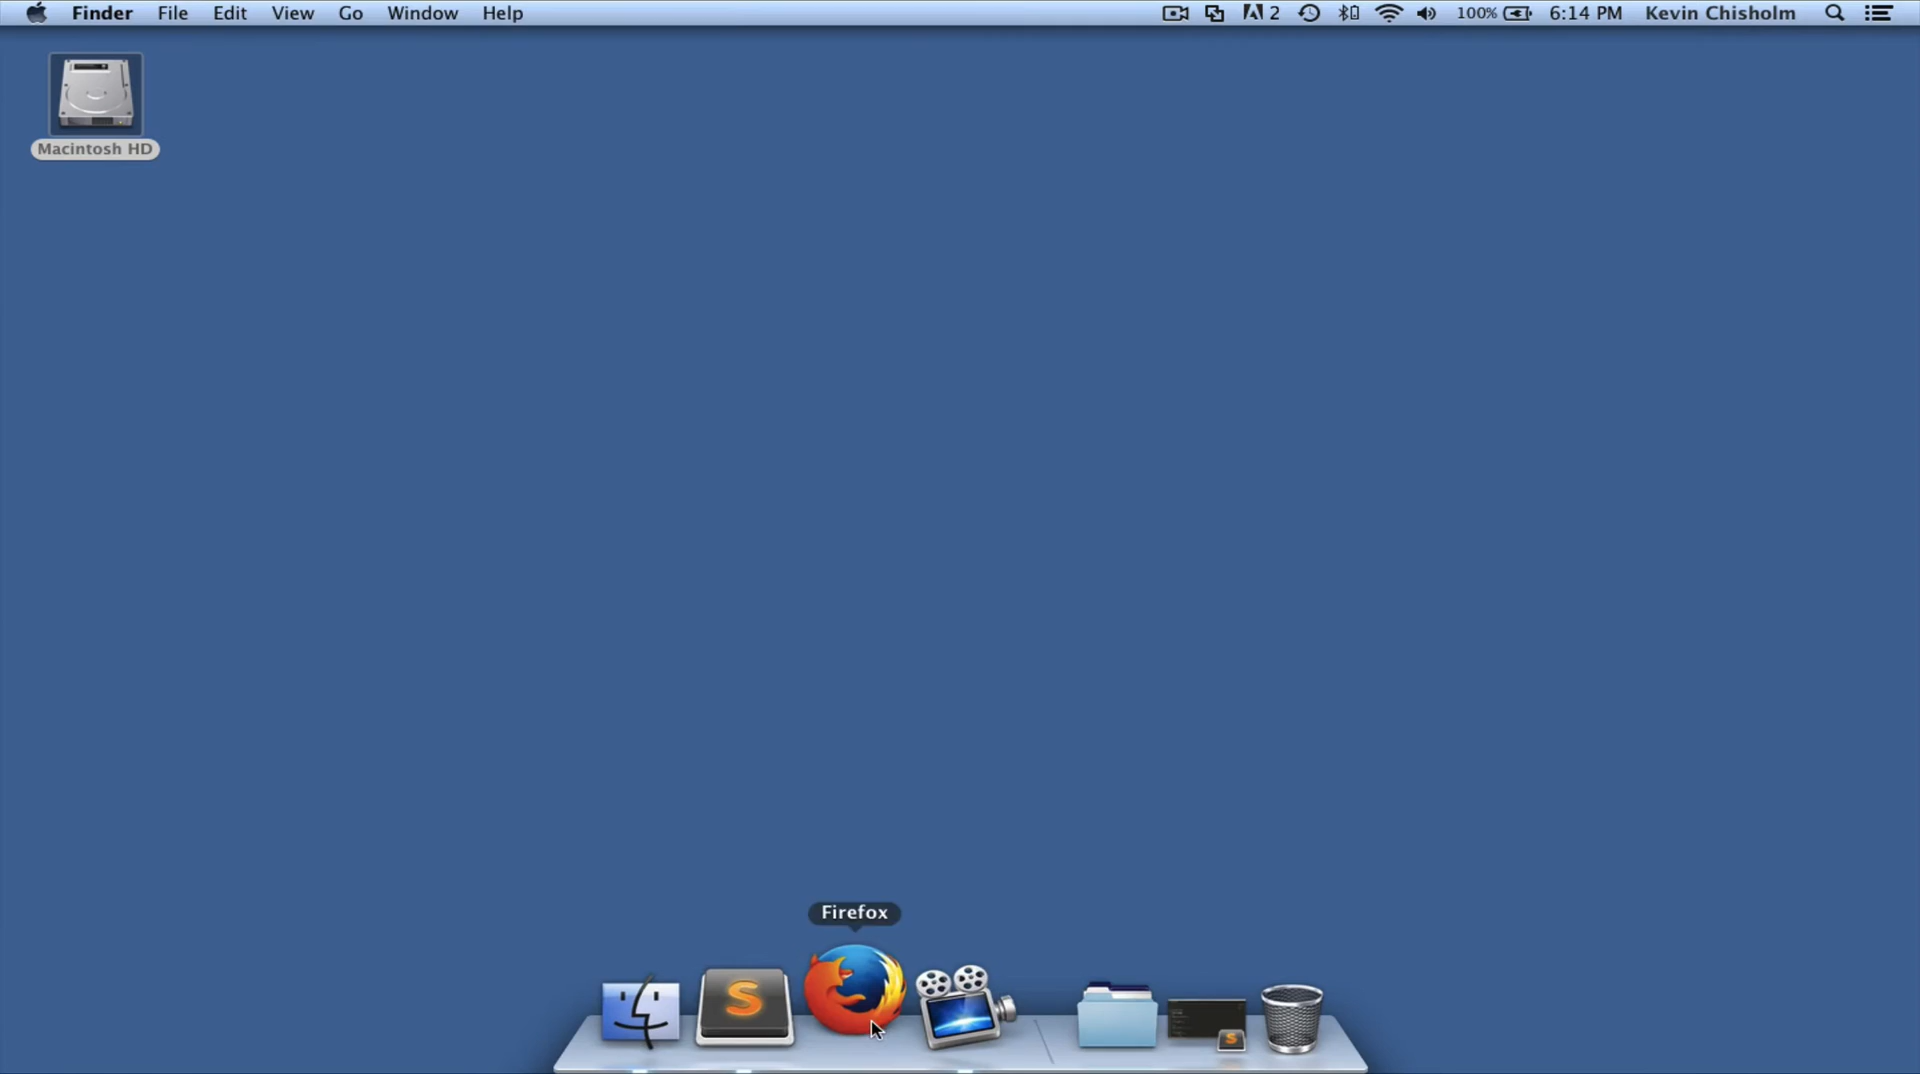 Finder File Edit View Go Window Help 2 100% 6:14 PM Kevin Chisholm
Macintosh HD
Firefox
S
S